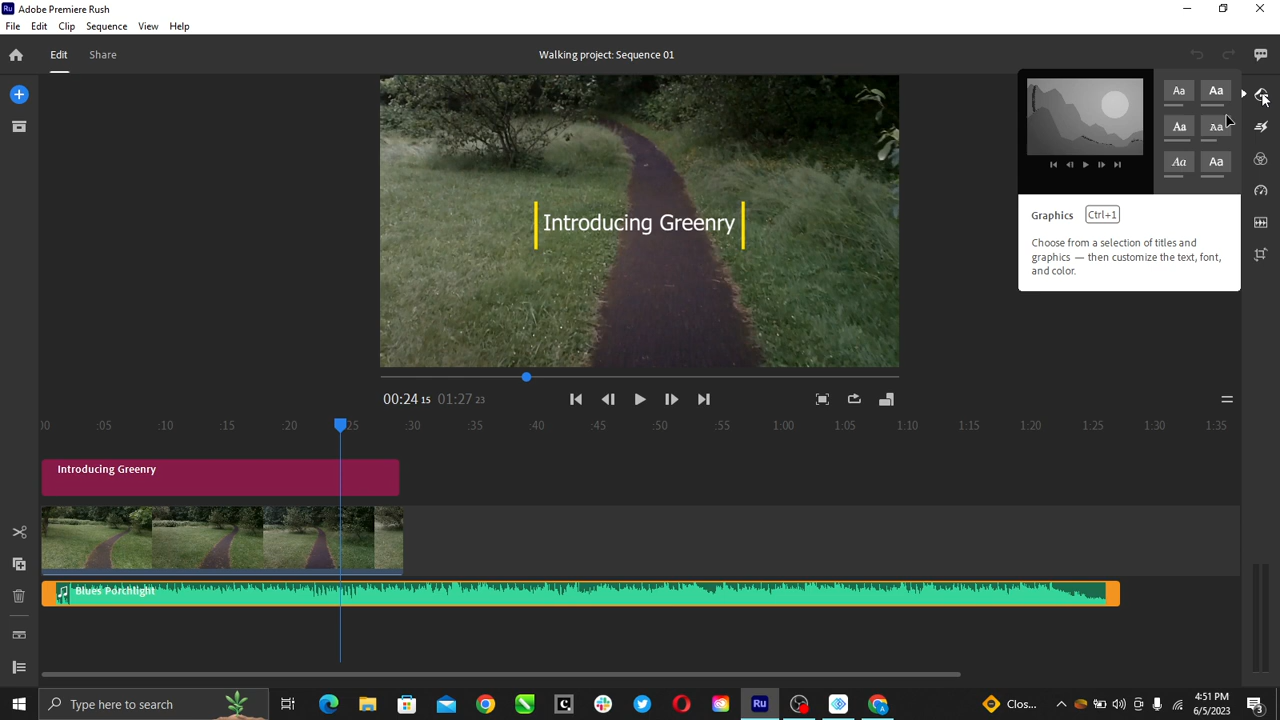 Ru Adobe Premiere Rush
File Edit Clip Sequence View Help
Edit Share Walking project: Sequence 01
Aa Aa
Aa Aa
Aa Aa
Graphics Ctrl+1
Choose from a selection of titles and
graphics — then customize the text, font,
and color.
Introducing Greenry
00:24 15 01:27 23
:00 :05 :10 :15 :20 :25 :30 :35 :40 :45 :50 :55 1:00 1:05 1:10 1:15 1:20 1:25 1:30 1:35
Introducing Greenry
Blues Porchlight
Type here to search
Ru
Clos...
4:51 PM
6/5/2023
3